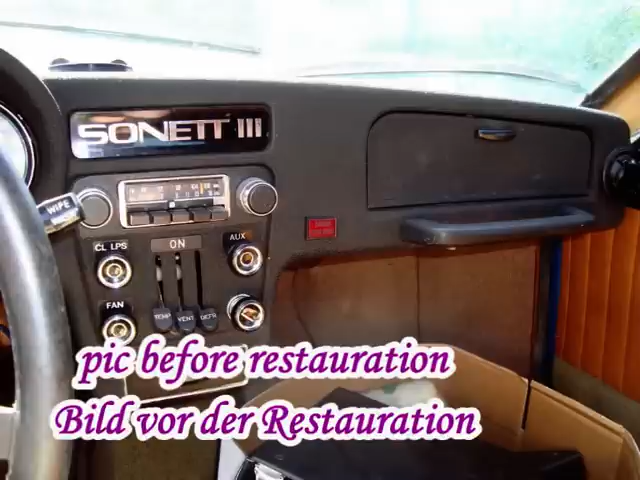 SONETT III
WIPE
ON
CL LPS
AUX
FAN
TEMP VENT DEFR
pic before restauration
Bild vor der Restauration